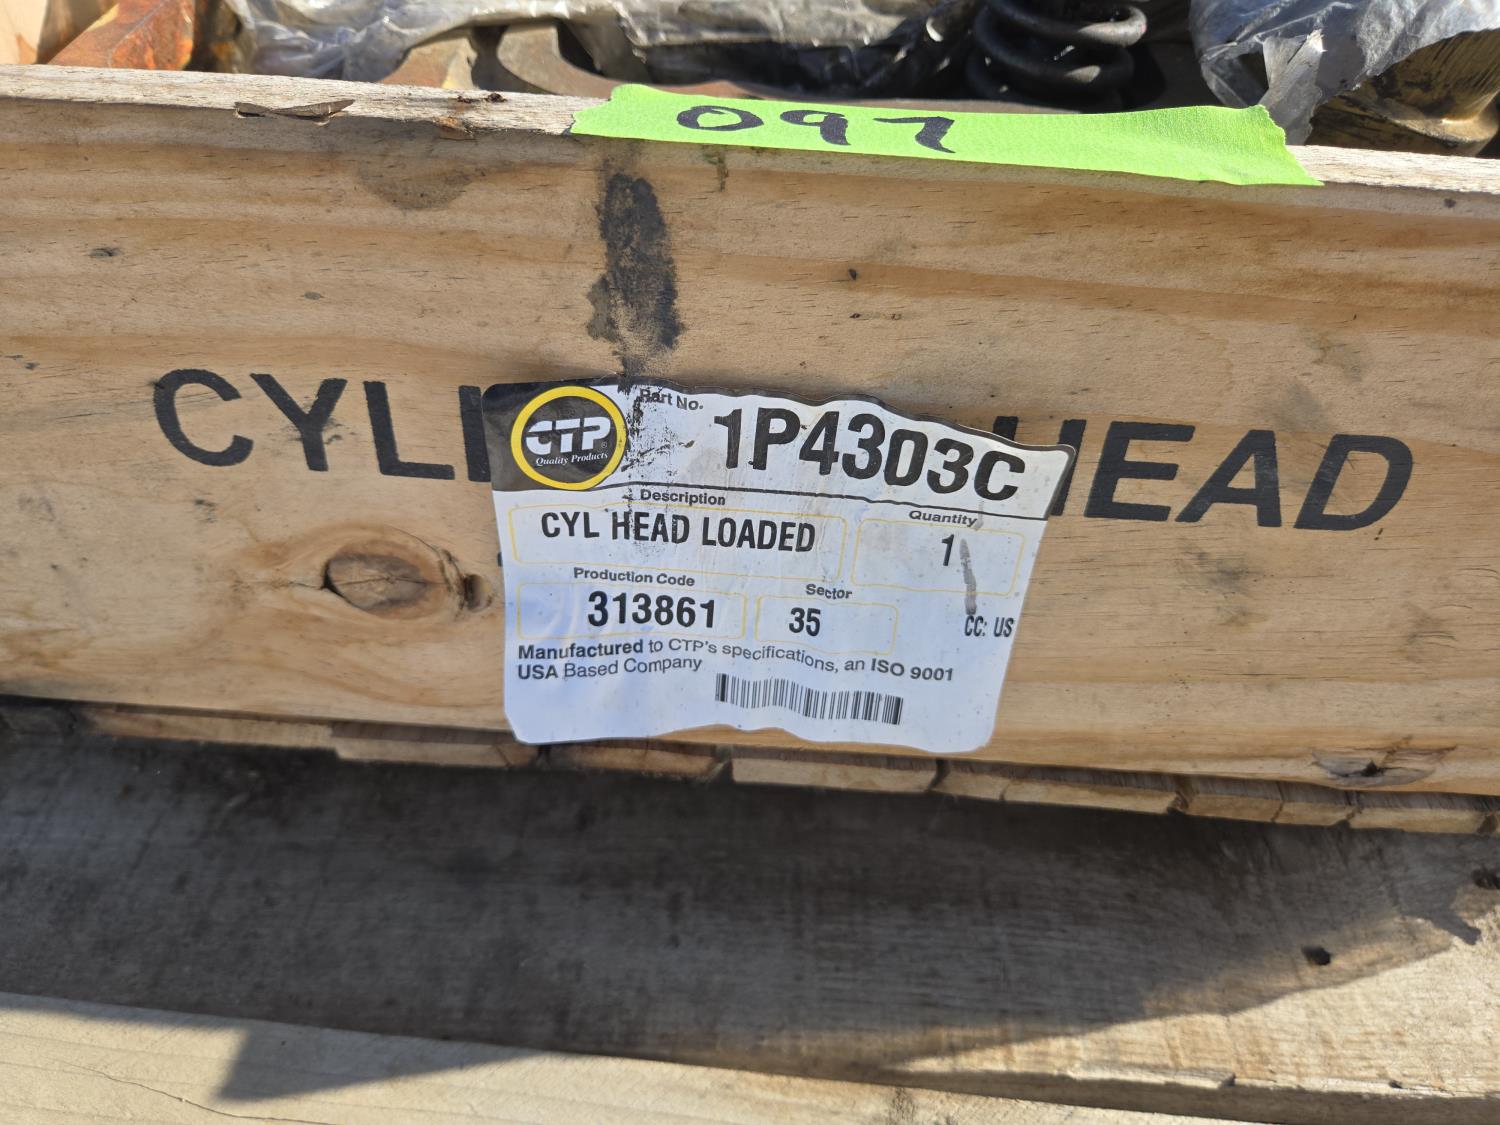 097
CYLI HEAD
CTP®
Quality Products
Part No.
1P4303C
Description
CYL HEAD LOADED
Quantity
1
Production Code
313861
Sector
35
CC: US
Manufactured to CTP's specifications, an ISO 9001
USA Based Company